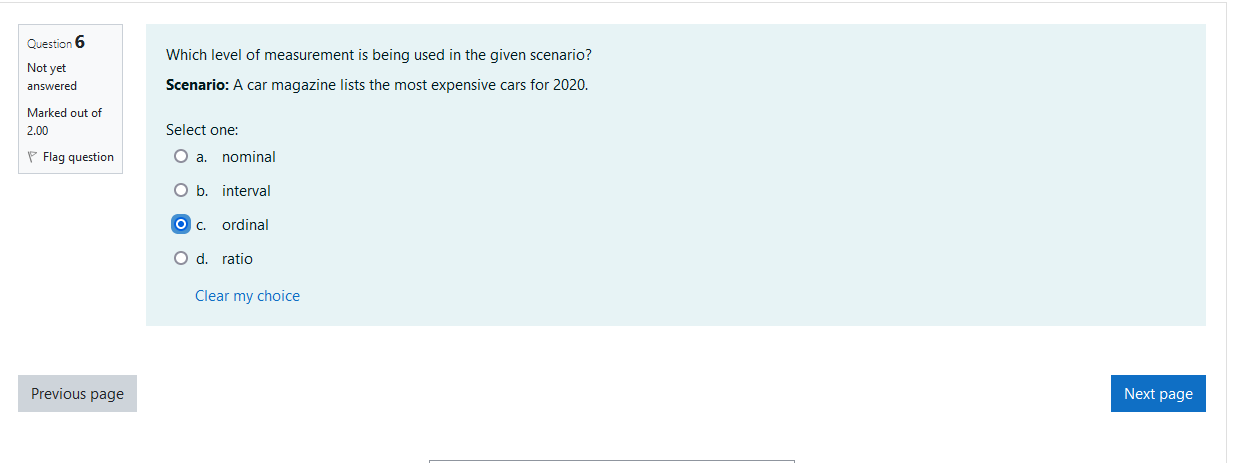 Question 6
Not yet
answered
Marked out of
2.00
Flag question
Which level of measurement is being used in the given scenario?
Scenario: A car magazine lists the most expensive cars for 2020.
Select one:
a. nominal
b. interval
c. ordinal
d. ratio
Clear my choice
Previous page
Next page